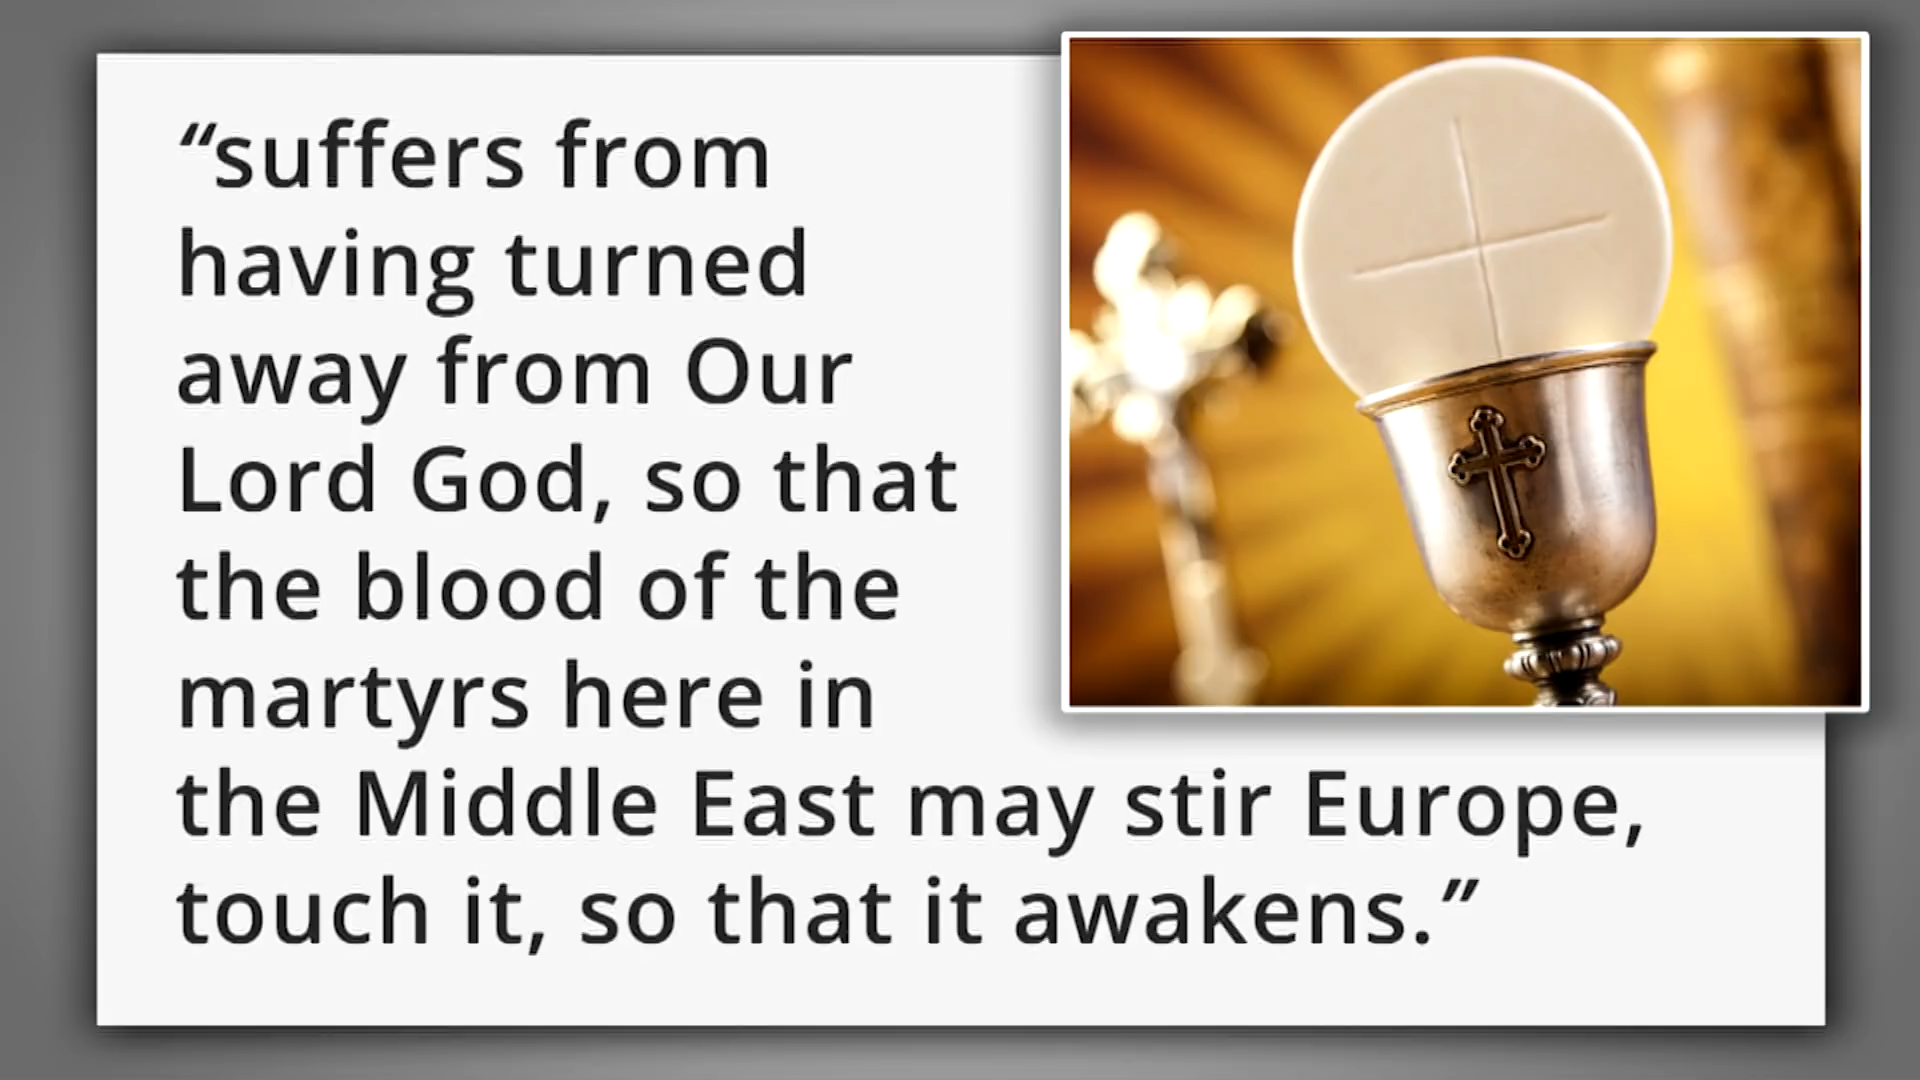 “suffers from
having turned
away from Our
Lord God, so that
the blood of the
martyrs here in
the Middle East may stir Europe,
touch it, so that it awakens.”